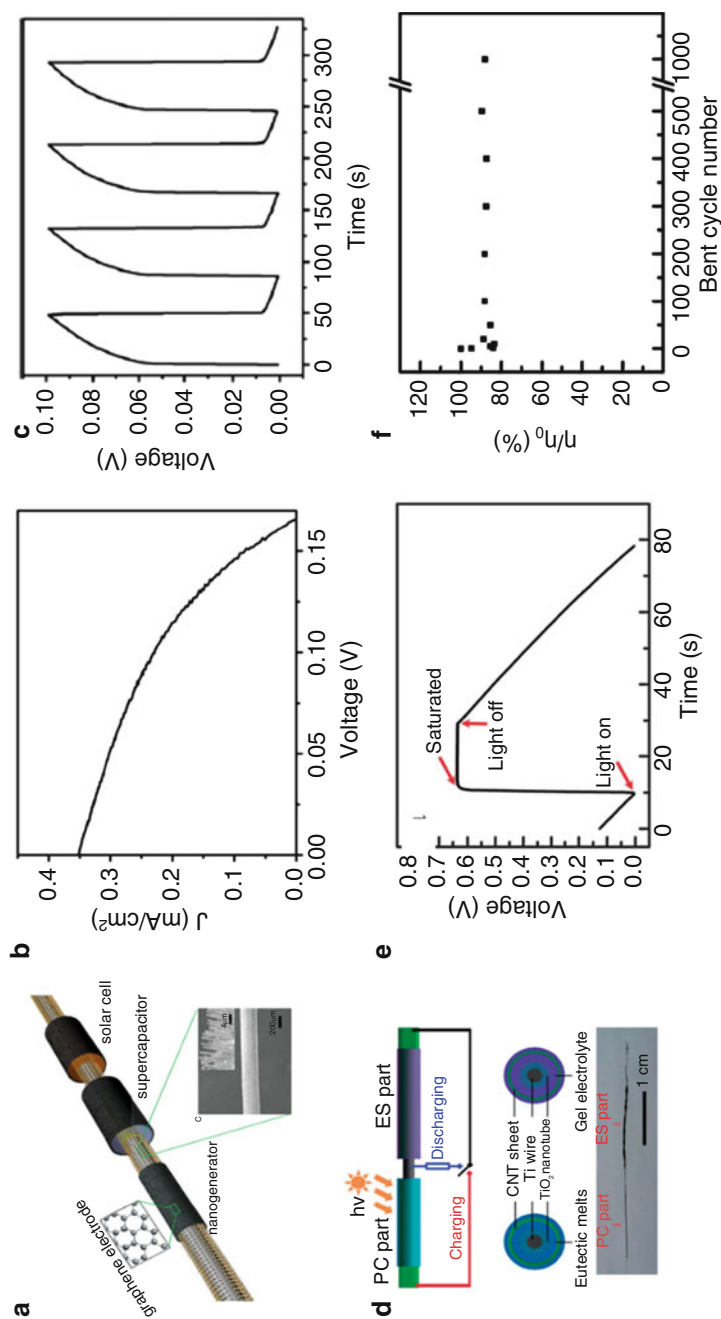 a
graphene electrode
nanogenerator
supercapacitor
solar cell
c
4μm
200μm
b
J (mA/cm²)
0.4
0.3
0.2
0.1
0.0
0.00
0.05
0.10
0.15
Voltage (V)
c
Voltage (V)
0.10
0.08
0.06
0.04
0.02
0.00
0
50
100
150
200
250
300
Time (s)
d
hν
PC part
ES part
Charging
Discharging
CNT sheet
Ti wire
TiO₂ nanotube
Eutectic melts
Gel electrolyte
PC part
ES part
1 cm
e
Voltage (V)
0.8
0.7
0.6
0.5
0.4
0.3
0.2
0.1
0.0
Saturated
Light off
Light on
0
20
40
60
80
Time (s)
f
η/η₀ (%)
120
100
80
60
40
20
0
0
100
200
300
400
500
1000
Bent cycle number